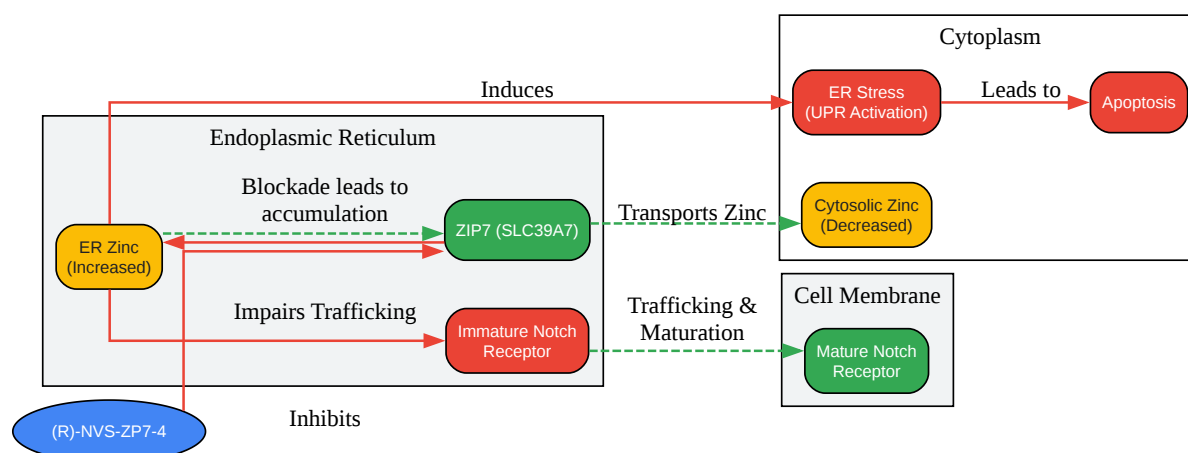 Cytoplasm
Induces
ER Stress
(UPR Activation)
Leads to
Apoptosis
Endoplasmic Reticulum
Blockade leads to
accumulation
ER Zinc
(Increased)
ZIP7 (SLC39A7)
Transports Zinc
Cytosolic Zinc
(Decreased)
Impairs Trafficking
Immature Notch
Receptor
Trafficking &
Maturation
Cell Membrane
Mature Notch
Receptor
Inhibits
(R)-NVS-ZP7-4